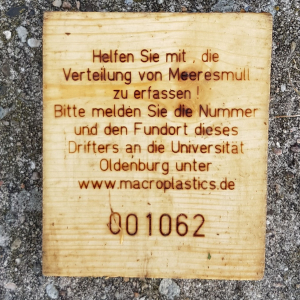 Helfen Sie mit, die
Verteilung von Meeresmüll
zu erfassen!
Bitte melden Sie die Nummer
und den Fundort dieses
Drifters an die Universität
Oldenburg unter
www.macroplastics.de
001062